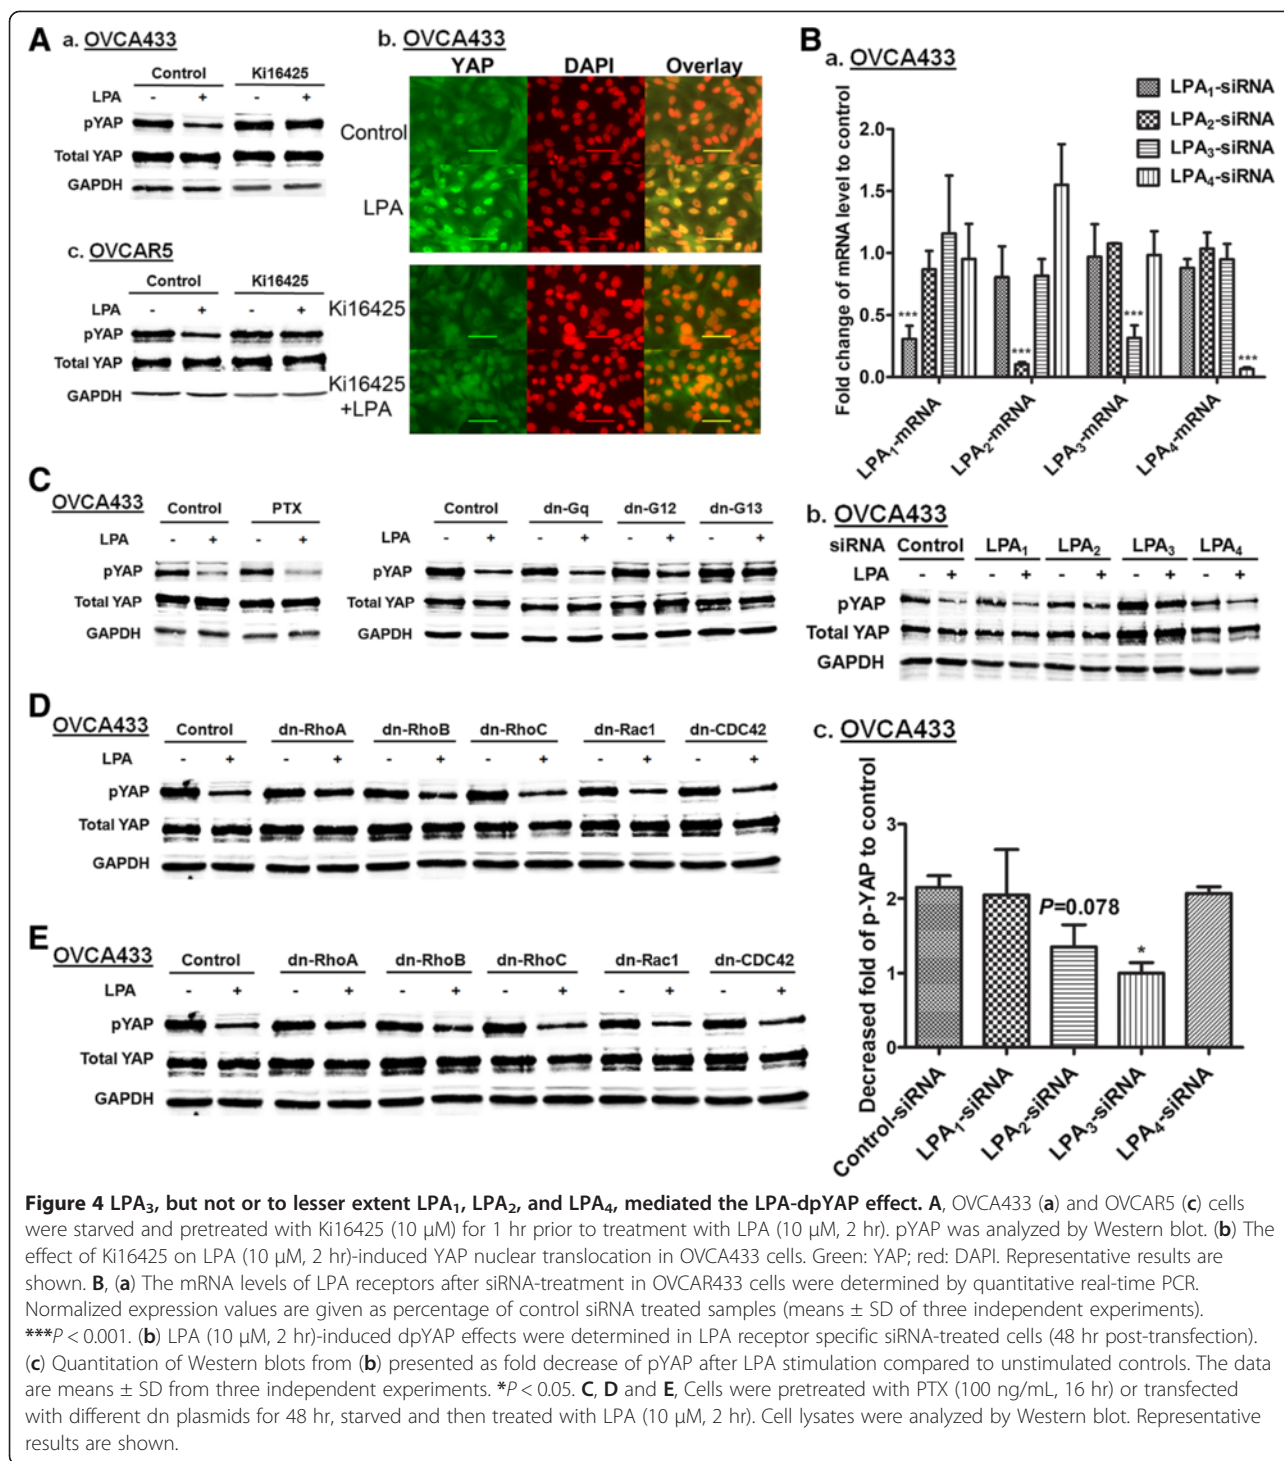 A a. OVCA433
Control Ki16425
LPA - + - +
pYAP
Total YAP
GAPDH
c. OVCAR5
Control Ki16425
LPA - + - +
pYAP
Total YAP
GAPDH
b. OVCA433
YAP DAPI Overlay
Control
LPA
Ki16425
Ki16425
+LPA
B a. OVCA433
LPA₁-siRNA
LPA₂-siRNA
LPA₃-siRNA
LPA₄-siRNA
Fold change of mRNA level to control
2.0
1.5
1.0
0.5
0.0
***
***
***
***
LPA₁-mRNA
LPA₂-mRNA
LPA₃-mRNA
LPA₄-mRNA
C
OVCA433
Control PTX
LPA - + - +
pYAP
Total YAP
GAPDH
Control dn-Gq dn-G12 dn-G13
LPA - + - + - + - +
pYAP
Total YAP
GAPDH
b. OVCA433
siRNA Control LPA₁ LPA₂ LPA₃ LPA₄
LPA - + - + - + - + - +
pYAP
Total YAP
GAPDH
D
OVCA433
Control dn-RhoA dn-RhoB dn-RhoC dn-Rac1 dn-CDC42
LPA - + - + - + - + - + - +
pYAP
Total YAP
GAPDH
E
OVCA433
Control dn-RhoA dn-RhoB dn-RhoC dn-Rac1 dn-CDC42
LPA - + - + - + - + - + - +
pYAP
Total YAP
GAPDH
c. OVCA433
Decreased fold of p-YAP to control
3
2
1
0
P=0.078
*
Control-siRNA
LPA₁-siRNA
LPA₂-siRNA
LPA₃-siRNA
LPA₄-siRNA
Figure 4 LPA₃, but not or to lesser extent LPA₁, LPA₂, and LPA₄, mediated the LPA-dpYAP effect. A, OVCA433 (a) and OVCAR5 (c) cells
were starved and pretreated with Ki16425 (10 μM) for 1 hr prior to treatment with LPA (10 μM, 2 hr). pYAP was analyzed by Western blot. (b) The
effect of Ki16425 on LPA (10 μM, 2 hr)-induced YAP nuclear translocation in OVCA433 cells. Green: YAP; red: DAPI. Representative results are
shown. B, (a) The mRNA levels of LPA receptors after siRNA-treatment in OVCAR433 cells were determined by quantitative real-time PCR.
Normalized expression values are given as percentage of control siRNA treated samples (means ± SD of three independent experiments).
***P < 0.001. (b) LPA (10 μM, 2 hr)-induced dpYAP effects were determined in LPA receptor specific siRNA-treated cells (48 hr post-transfection).
(c) Quantitation of Western blots from (b) presented as fold decrease of pYAP after LPA stimulation compared to unstimulated controls. The data
are means ± SD from three independent experiments. *P < 0.05. C, D and E, Cells were pretreated with PTX (100 ng/mL, 16 hr) or transfected
with different dn plasmids for 48 hr, starved and then treated with LPA (10 μM, 2 hr). Cell lysates were analyzed by Western blot. Representative
results are shown.